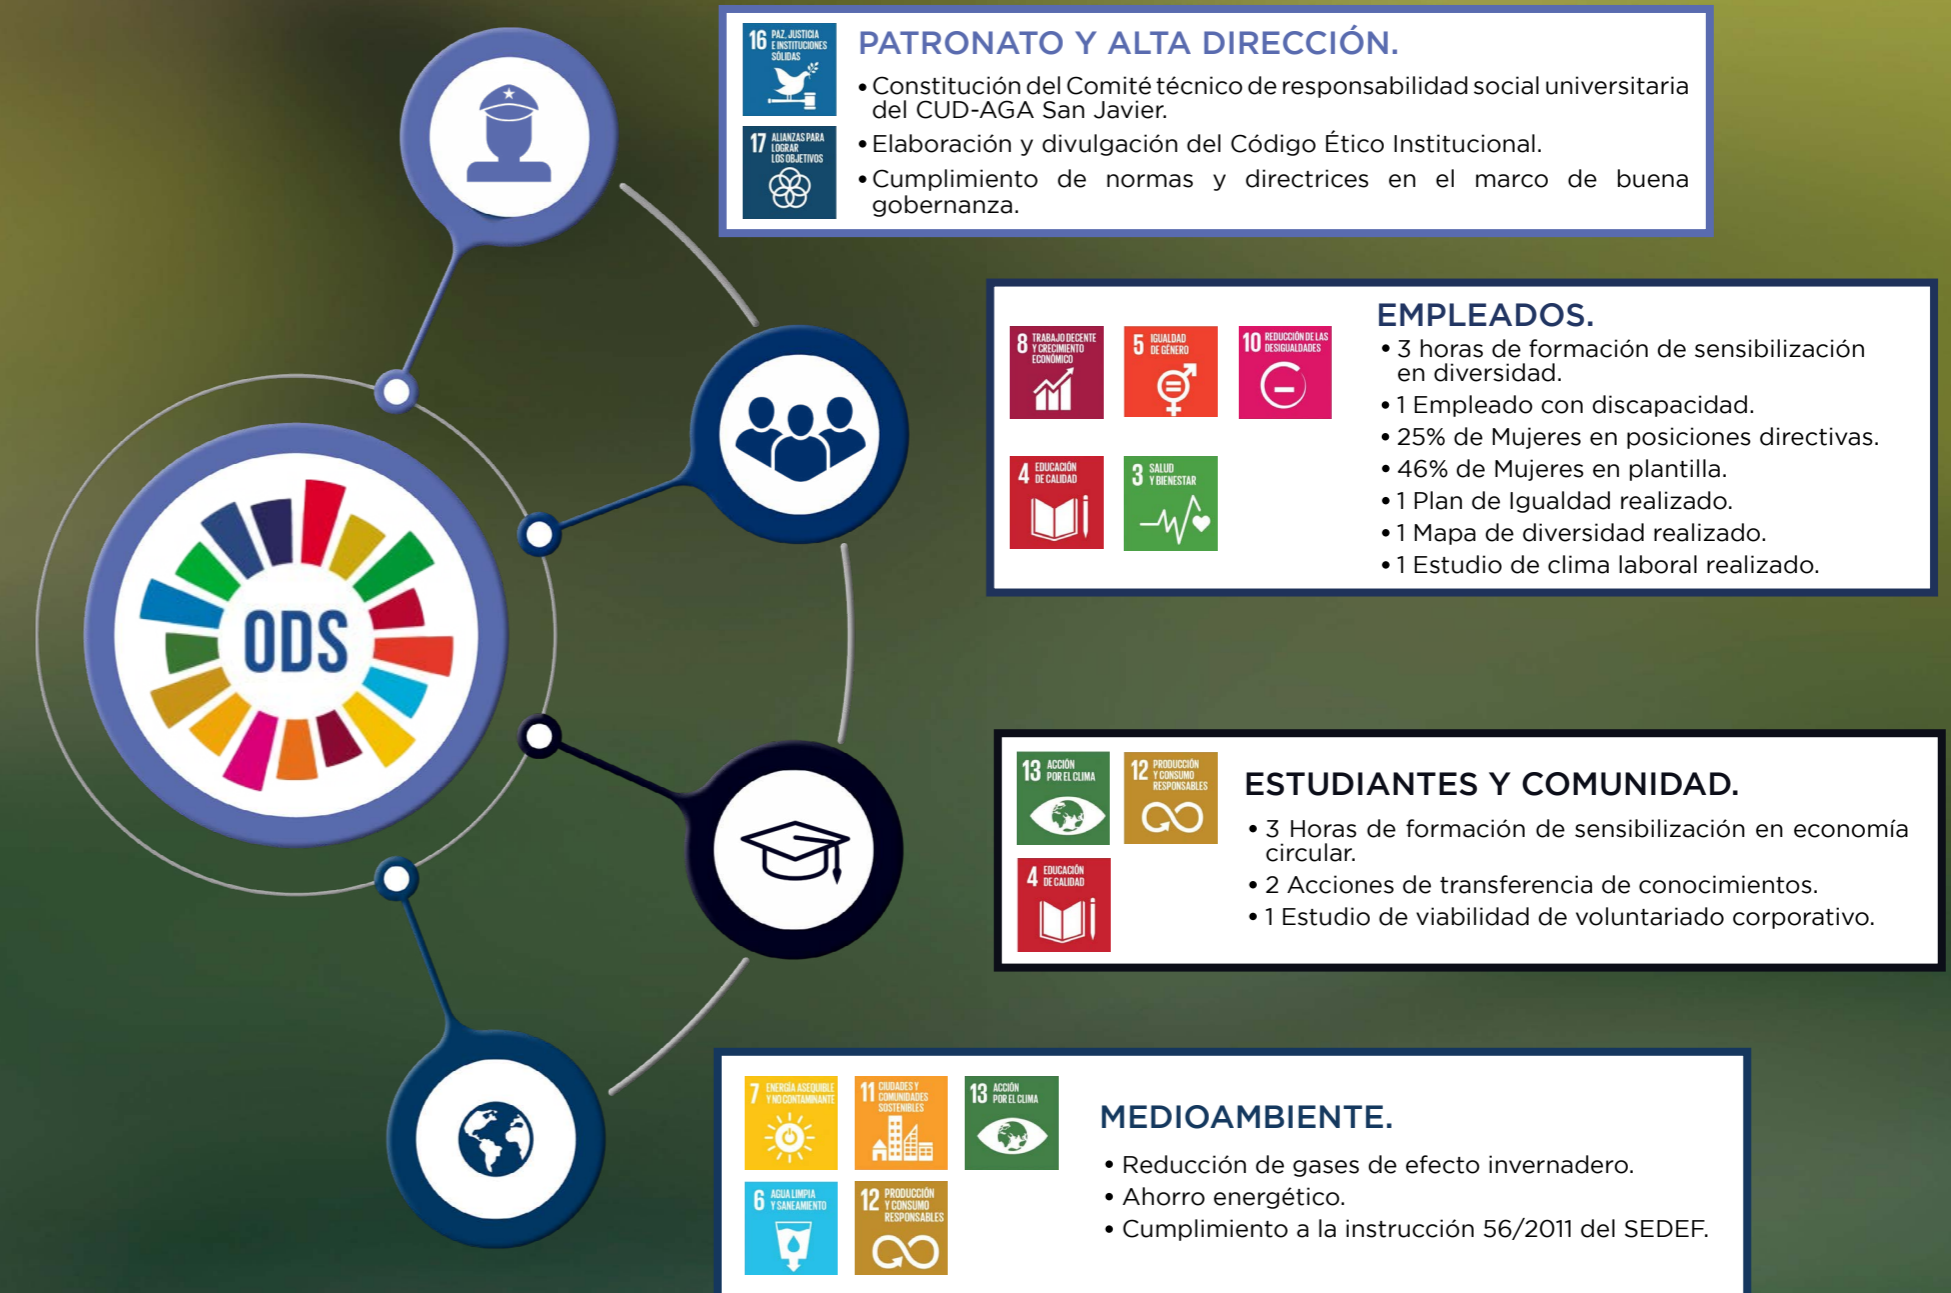 ODS
16 PAZ, JUSTICIA
E INSTITUCIONES
SÓLIDAS
17 ALIANZAS PARA
LOGRAR
LOS OBJETIVOS
PATRONATO Y ALTA DIRECCIÓN.
• Constitución del Comité técnico de responsabilidad social universitaria
del CUD-AGA San Javier.
• Elaboración y divulgación del Código Ético Institucional.
• Cumplimiento de normas y directrices en el marco de buena
gobernanza.
8 TRABAJO DECENTE
Y CRECIMIENTO
ECONÓMICO
5 IGUALDAD
DE GÉNERO
10 REDUCCIÓN DE LAS
DESIGUALDADES
4 EDUCACIÓN
DE CALIDAD
3 SALUD
Y BIENESTAR
EMPLEADOS.
• 3 horas de formación de sensibilización
en diversidad.
• 1 Empleado con discapacidad.
• 25% de Mujeres en posiciones directivas.
• 46% de Mujeres en plantilla.
• 1 Plan de Igualdad realizado.
• 1 Mapa de diversidad realizado.
• 1 Estudio de clima laboral realizado.
13 ACCIÓN
POR EL CLIMA
12 PRODUCCIÓN
Y CONSUMO
RESPONSABLES
4 EDUCACIÓN
DE CALIDAD
ESTUDIANTES Y COMUNIDAD.
• 3 Horas de formación de sensibilización en economía
circular.
• 2 Acciones de transferencia de conocimientos.
• 1 Estudio de viabilidad de voluntariado corporativo.
7 ENERGÍA ASEQUIBLE
Y NO CONTAMINANTE
11 CIUDADES Y
COMUNIDADES
SOSTENIBLES
13 ACCIÓN
POR EL CLIMA
6 AGUA LIMPIA
Y SANEAMIENTO
12 PRODUCCIÓN
Y CONSUMO
RESPONSABLES
MEDIOAMBIENTE.
• Reducción de gases de efecto invernadero.
• Ahorro energético.
• Cumplimiento a la instrucción 56/2011 del SEDEF.